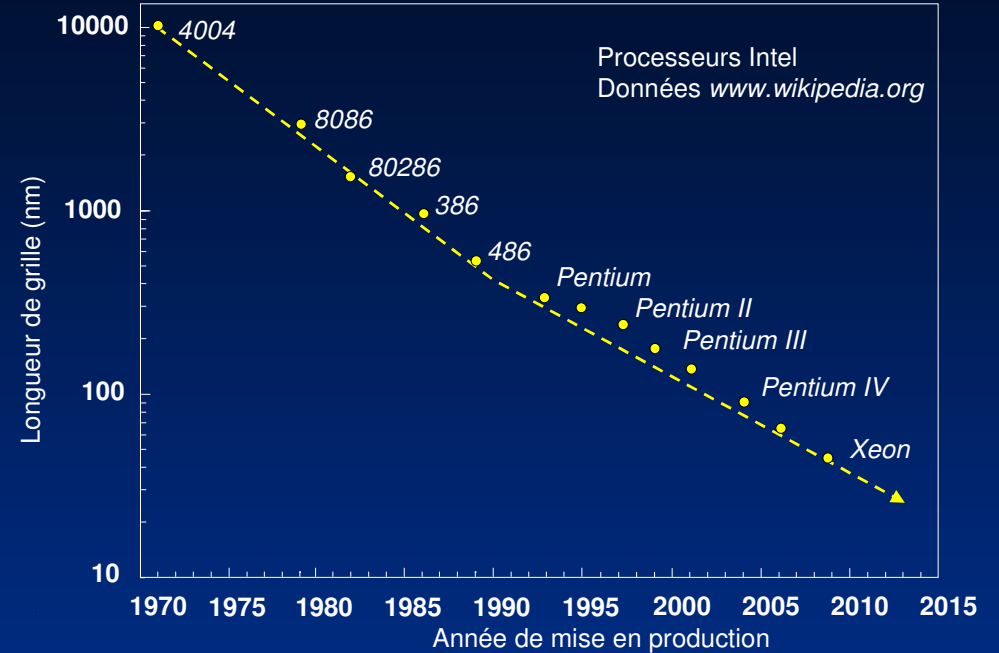 10000
1000
100
10
Longueur de grille (nm)
Processeurs Intel
Données www.wikipedia.org
4004
8086
80286
386
486
Pentium
Pentium II
Pentium III
Pentium IV
Xeon
1970 1975 1980 1985 1990 1995 2000 2005 2010 2015
Année de mise en production